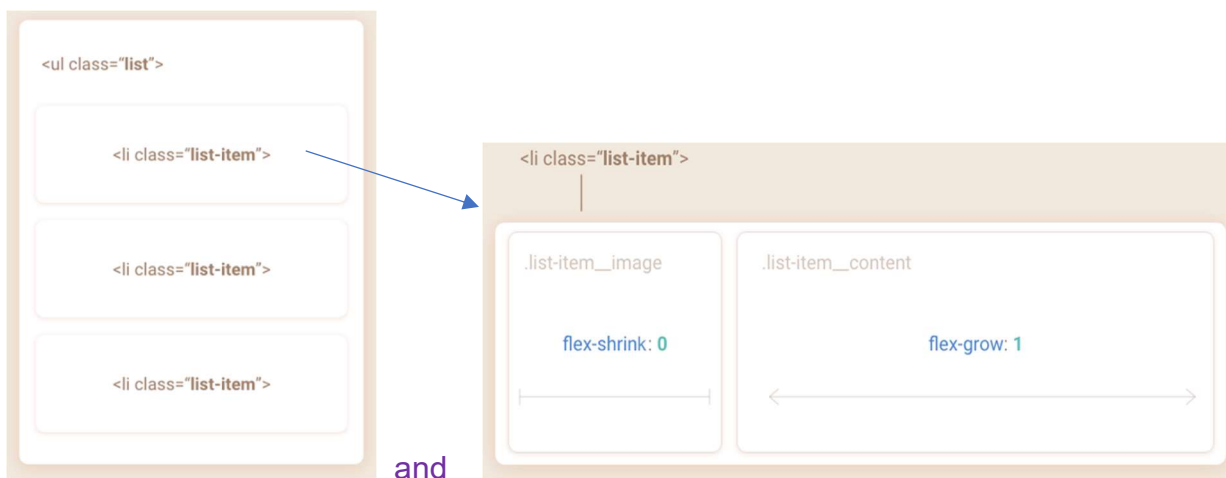 <ul class=“list”>
<li class=“list-item”>
<li class=“list-item”>
<li class=“list-item”>
and
<li class=“list-item”>
.list-item__image
flex-shrink: 0
.list-item__content
flex-grow: 1